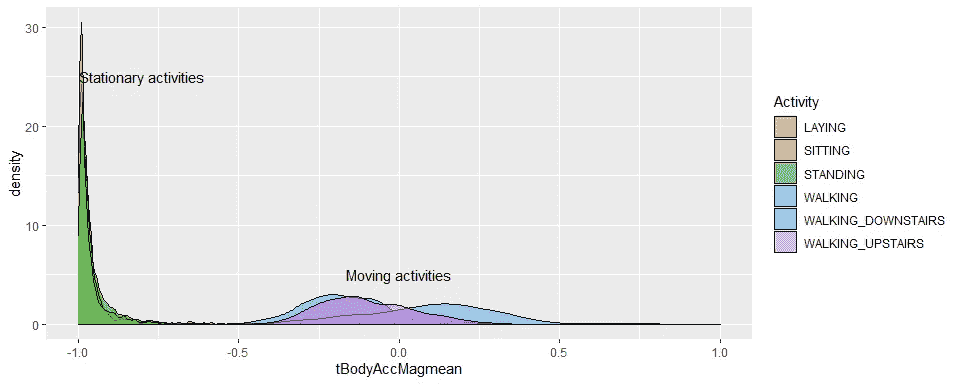 30
20
10
0
density
Stationary activities
Moving activities
-1.0
-0.5
0.0
0.5
1.0
tBodyAccMagmean
Activity
LAYING
SITTING
STANDING
WALKING
WALKING_DOWNSTAIRS
WALKING_UPSTAIRS